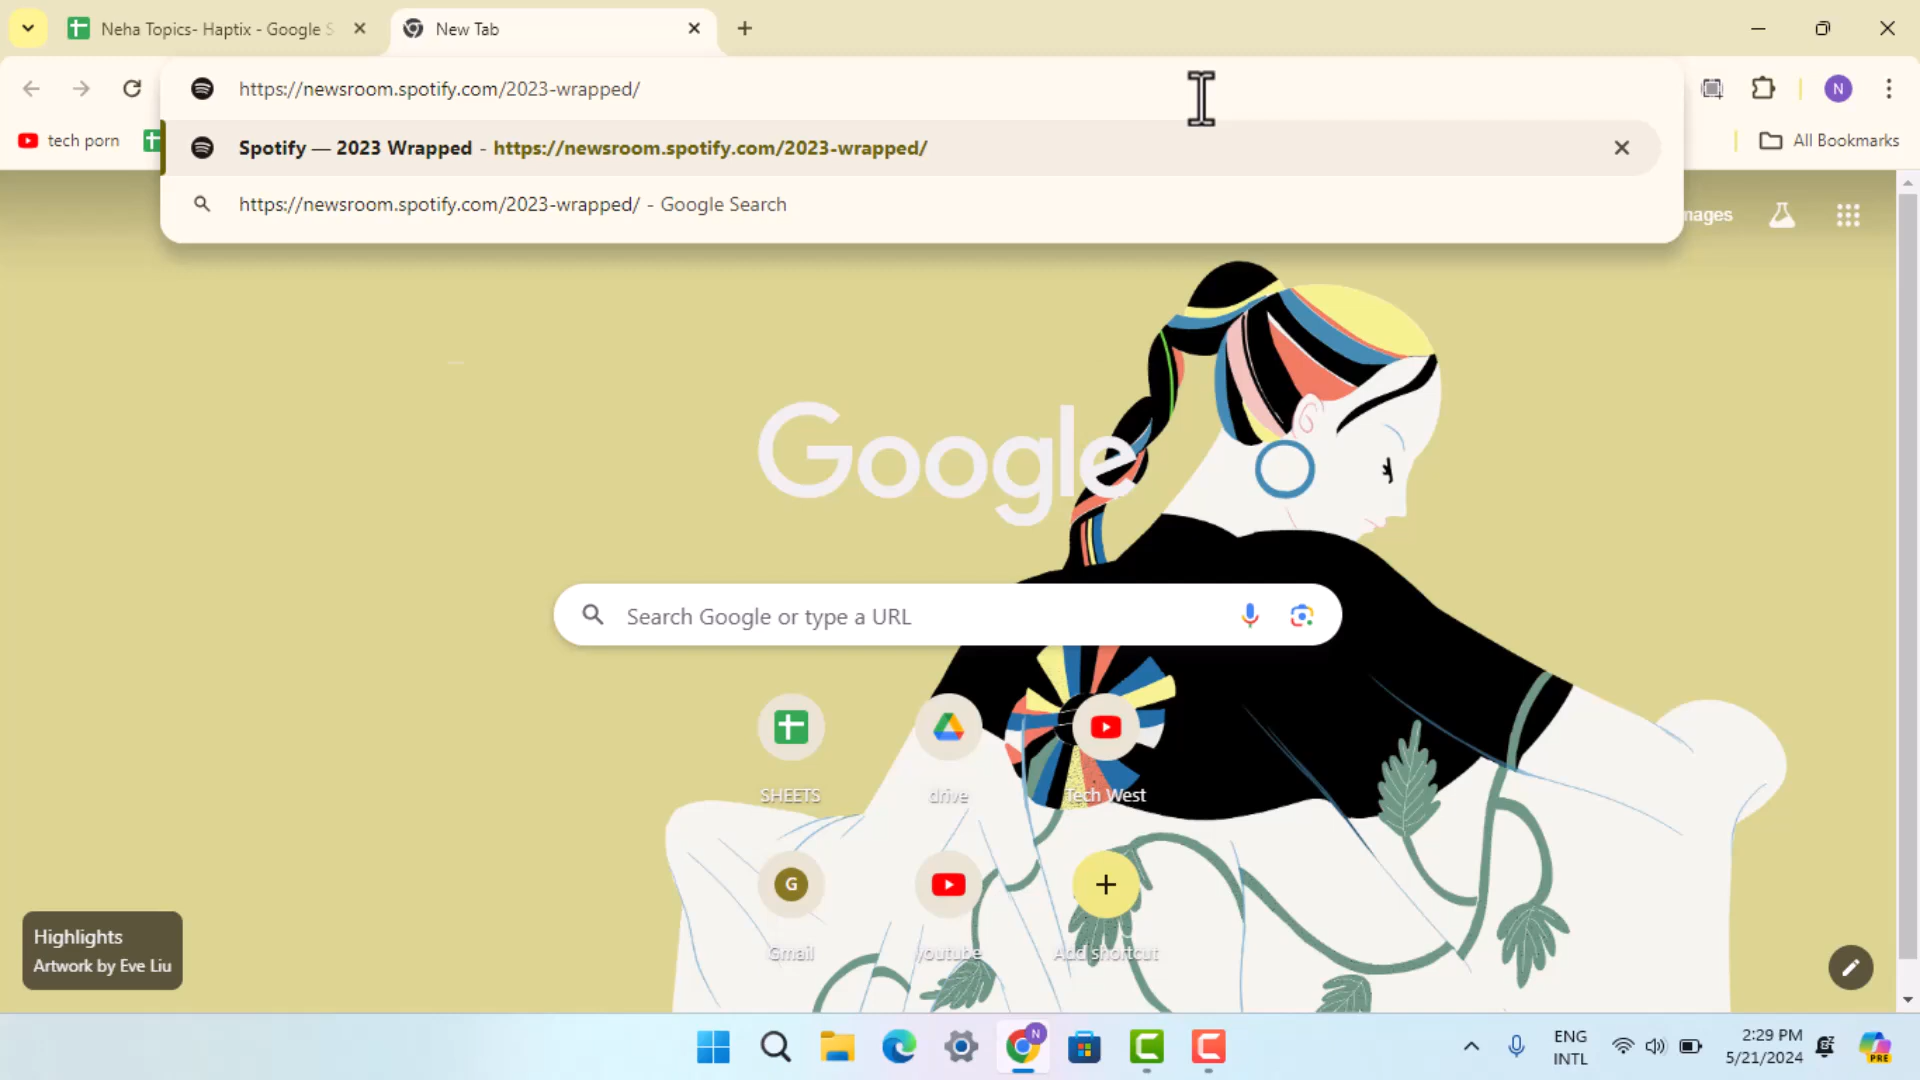 Neha Topics- Haptix - Google S
New Tab
https://newsroom.spotify.com/2023-wrapped/
N
tech porn
Spotify — 2023 Wrapped - https://newsroom.spotify.com/2023-wrapped/
All Bookmarks
https://newsroom.spotify.com/2023-wrapped/ - Google Search
mages
Google
Search Google or type a URL
SHEETS
drive
Tech West
G
Gmail
youtube
Add shortcut
Highlights
Artwork by Eve Liu
N
ENG
INTL
2:29 PM
5/21/2024
PRE